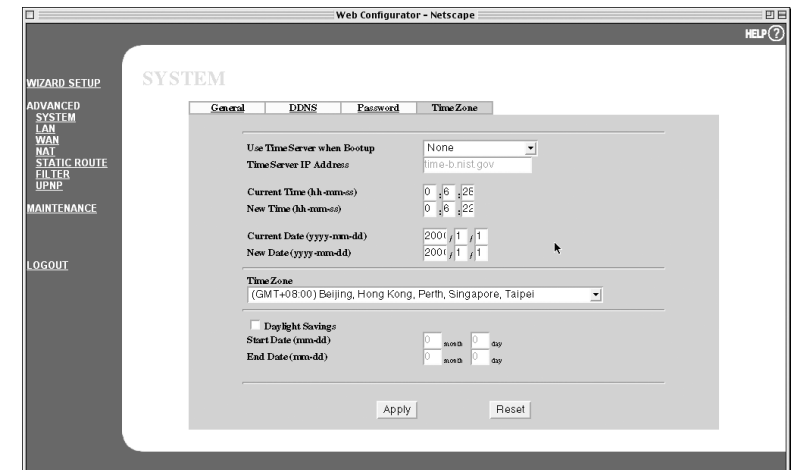 Web Configurator - Netscape
HELP ?
WIZARD SETUP
ADVANCED
SYSTEM
LAN
WAN
NAT
STATIC ROUTE
FILTER
UPNP
MAINTENANCE
LOGOUT
SYSTEM
General DDNS Password Time Zone
Use Time Server when Bootup None
Time Server IP Address time-b.nist.gov
Current Time (hh-mm-ss) 0 : 6 : 28
New Time (hh-mm-ss) 0 : 6 : 22
Current Date (yyyy-mm-dd) 200 / 1 / 1
New Date (yyyy-mm-dd) 200 / 1 / 1
Time Zone
(GMT+08:00) Beijing, Hong Kong, Perth, Singapore, Taipei
Daylight Savings
Start Date (mm-dd) 0 month 0 day
End Date (mm-dd) 0 month 0 day
Apply Reset